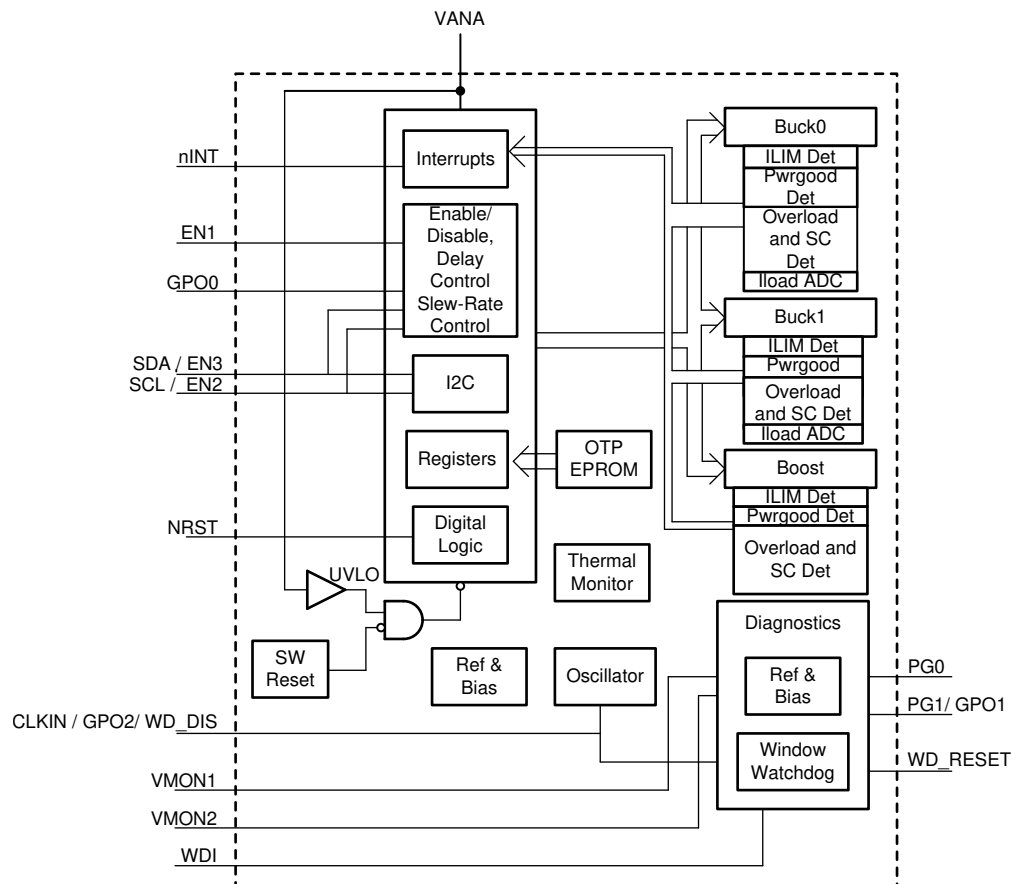 VANA
nINT
EN1
GPO0
SDA / EN3
SCL / EN2
NRST
CLKIN / GPO2/ WD_DIS
VMON1
VMON2
WDI
Interrupts
Enable/
Disable,
Delay
Control
Slew-Rate
Control
I2C
Registers
Digital
Logic
OTP
EPROM
UVLO
SW
Reset
Thermal
Monitor
Ref &
Bias
Oscillator
Buck0
ILIM Det
Pwrgood
Det
Overload
and SC
Det
Iload ADC
Buck1
ILIM Det
Pwrgood
Overload
and SC Det
Iload ADC
Boost
ILIM Det
Pwrgood Det
Overload and
SC Det
Diagnostics
Ref &
Bias
Window
Watchdog
PG0
PG1/ GPO1
WD_RESET